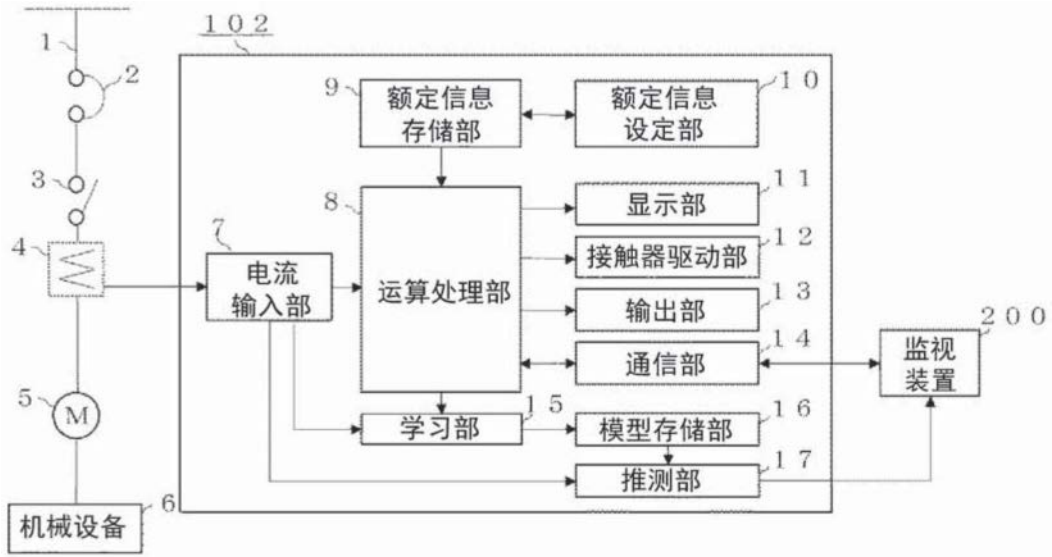 102
1
2
9
额定信息
存储部
10
额定信息
设定部
3
8
运算处理部
11
显示部
4
7
电流
输入部
12
接触器驱动部
13
输出部
200
监视
装置
14
通信部
5
M
15
学习部
16
模型存储部
17
推测部
6
机械设备